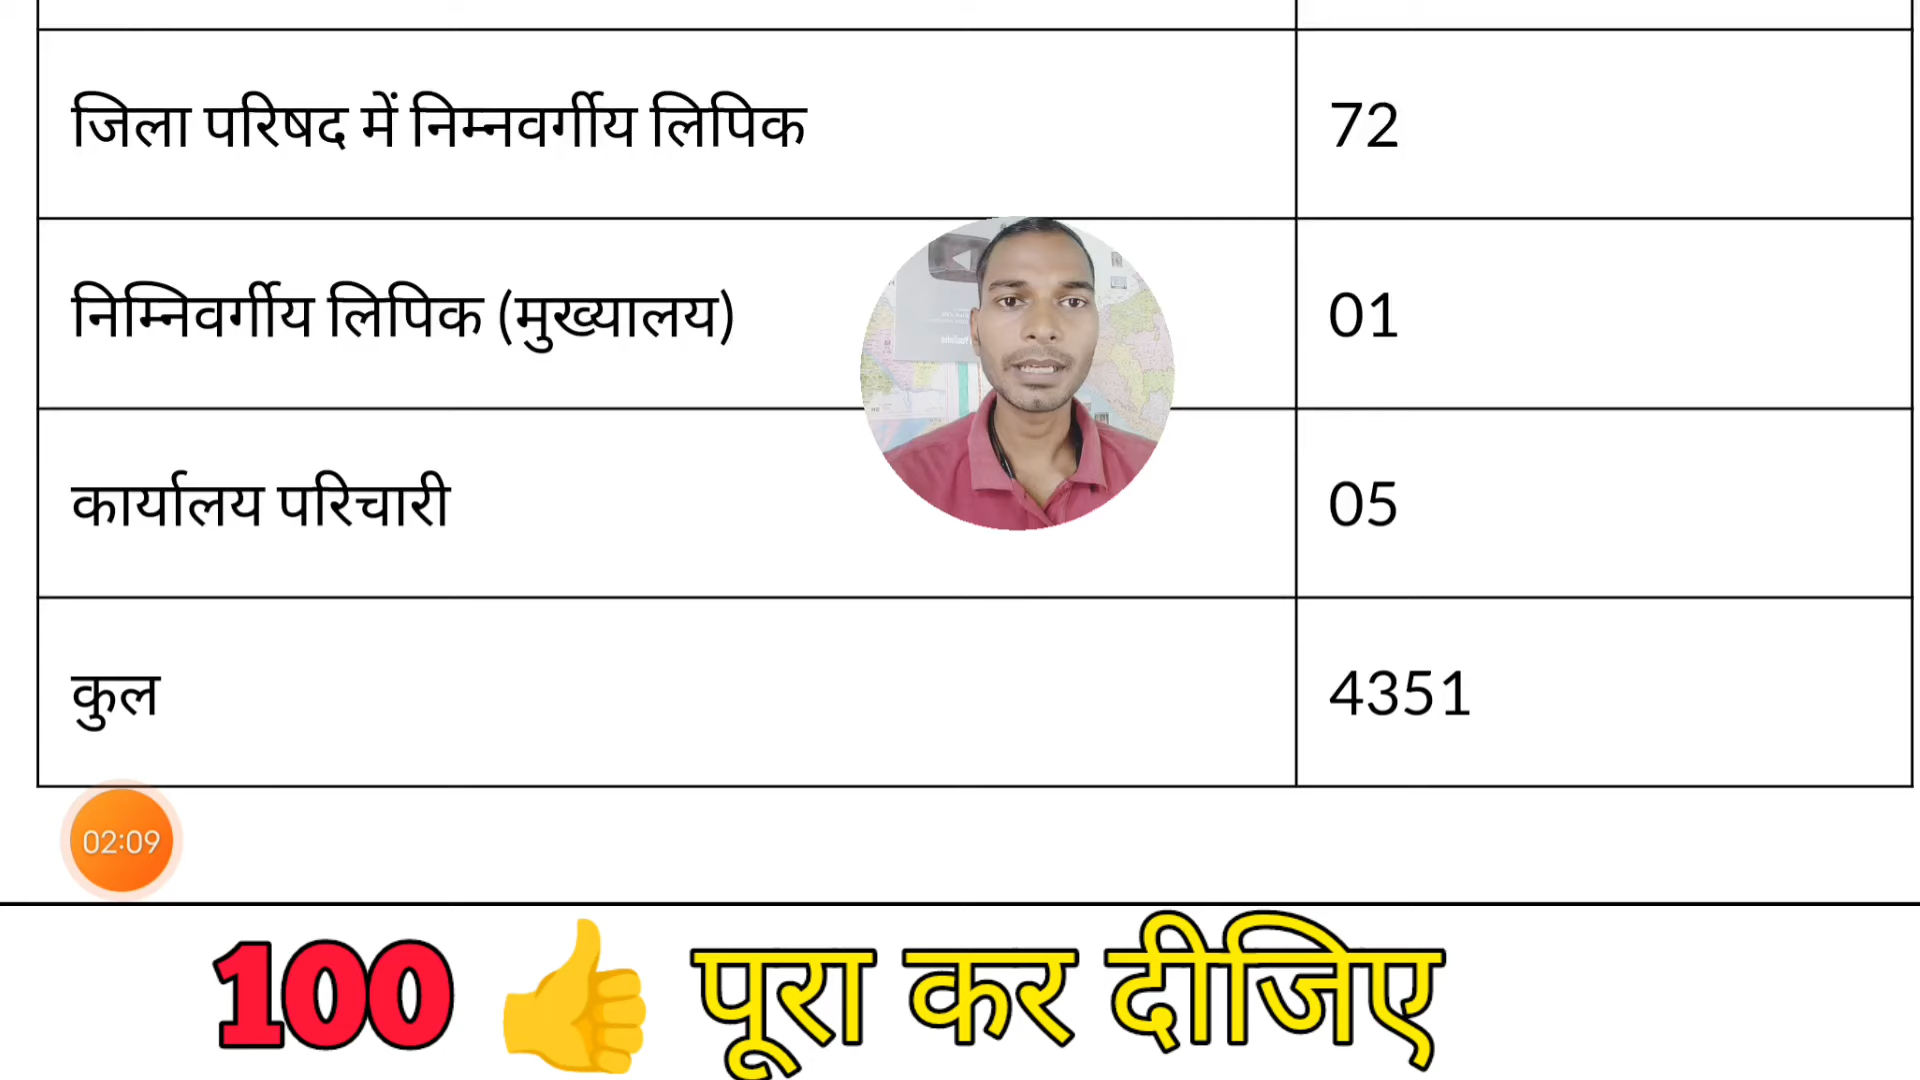 जिला परिषद में निम्नवर्गीय लिपिक 72
निम्निवर्गीय लिपिक (मुख्यालय) 01
कार्यालय परिचारी 05
कुल 4351
02:09
100 👍 पूरा कर दीजिए